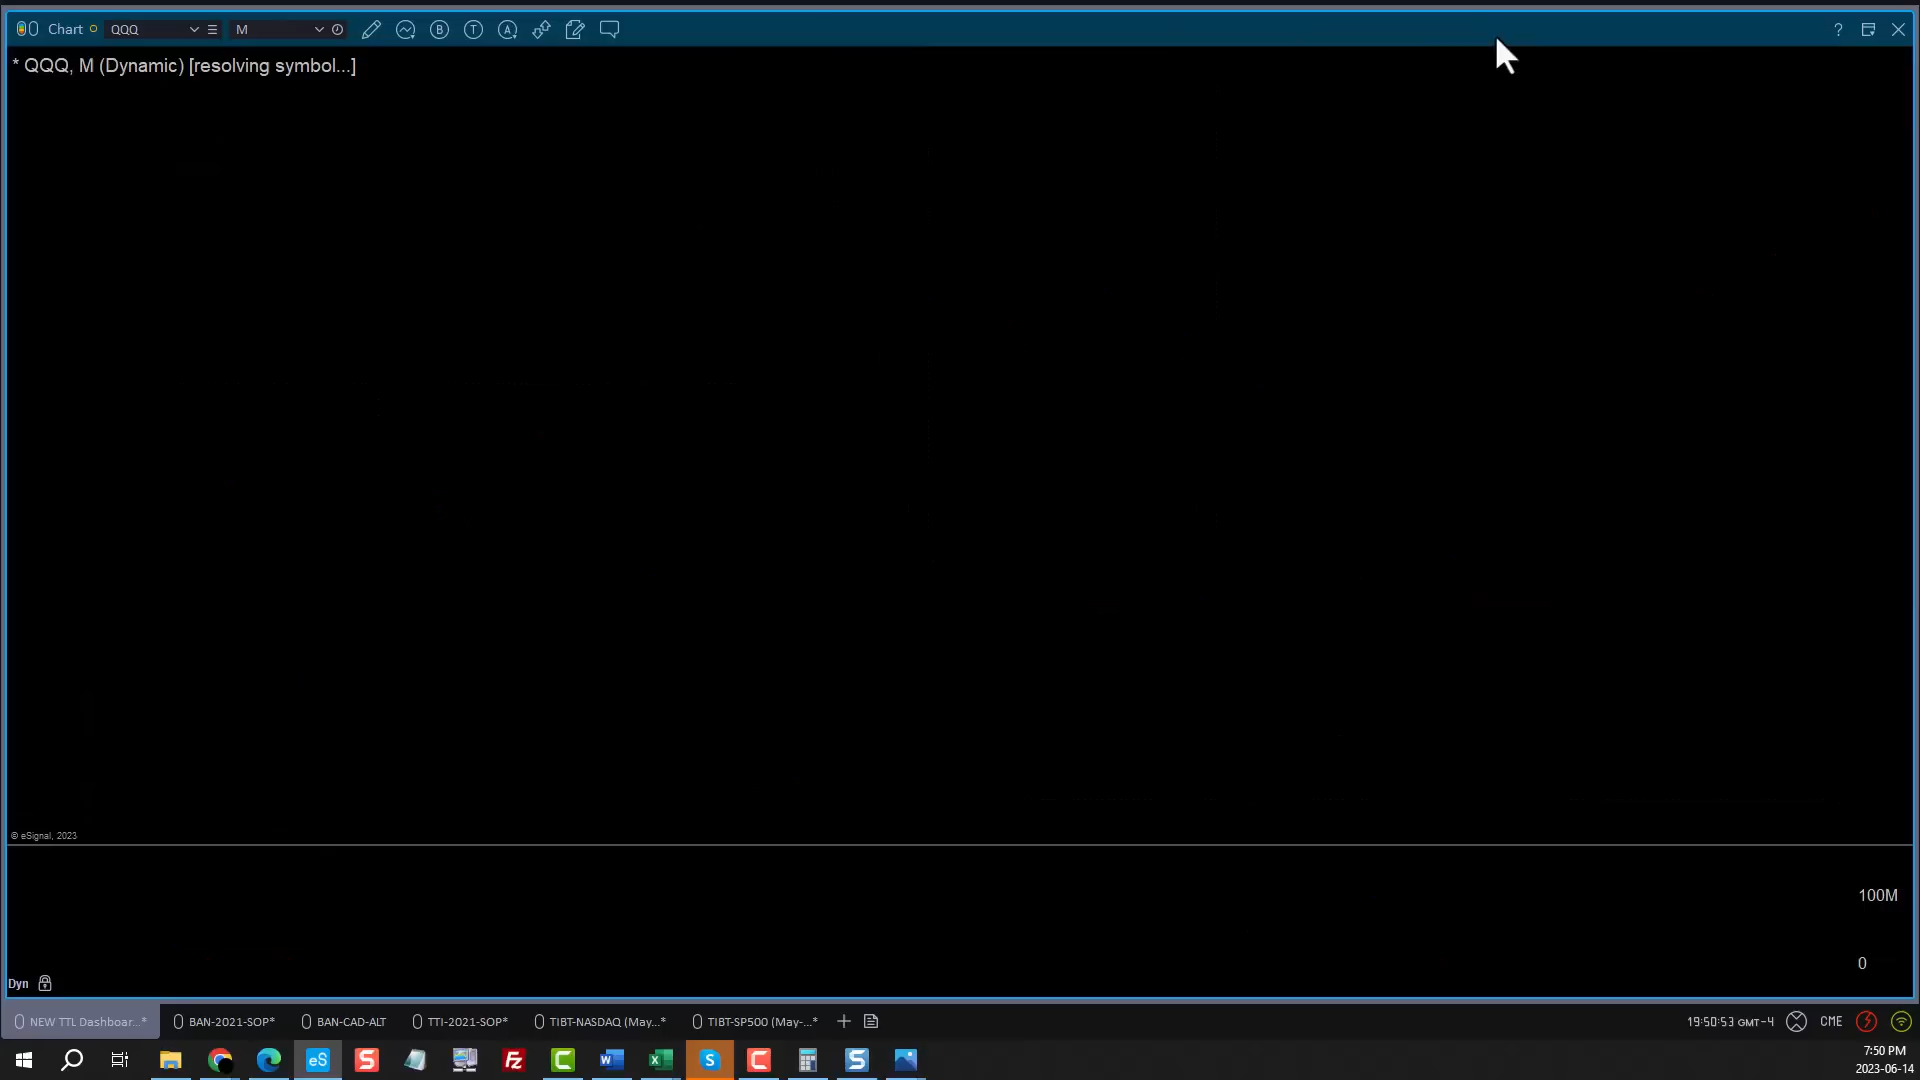 Chart QQQ M B T A ?
* QQQ, M (Dynamic) [resolving symbol...]
© eSignal, 2023
100M
0
Dyn
NEW TTL Dashboar...* BAN-2021-SOP* BAN-CAD-ALT TTI-2021-SOP* TIBT-NASDAQ (May...* TIBT-SP500 (May-...* 19:50:53 GMT-4 CME
eS S Fz C W X S C S
7:50 PM
2023-06-14